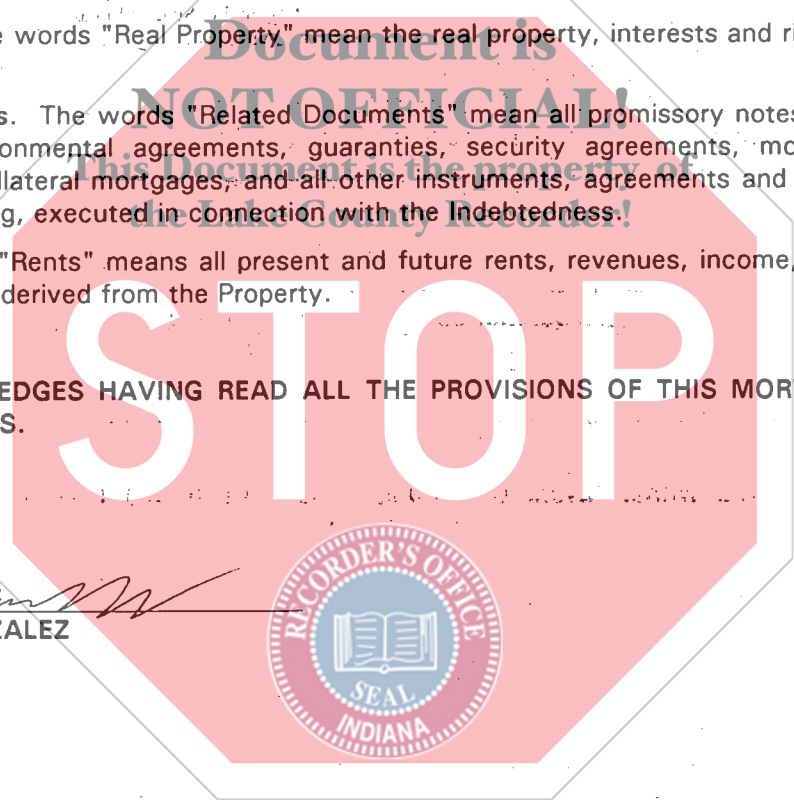 e words "Real Property" mean the real property, interests and ri
Document is
NOT OFFICIAL!
s. The words "Related Documents" mean all promissory notes
onmental agreements, guaranties, security agreements, mo
This Document is the property of
llateral mortgages, and all other instruments, agreements and
g, executed in connection with the Indebtedness.
the Lake County Recorder!
"Rents" means all present and future rents, revenues, income,
derived from the Property.
STOP
EDGES HAVING READ ALL THE PROVISIONS OF THIS MOR
S.
RECORDER'S OFFICE
ZALEZ
SEAL
INDIANA